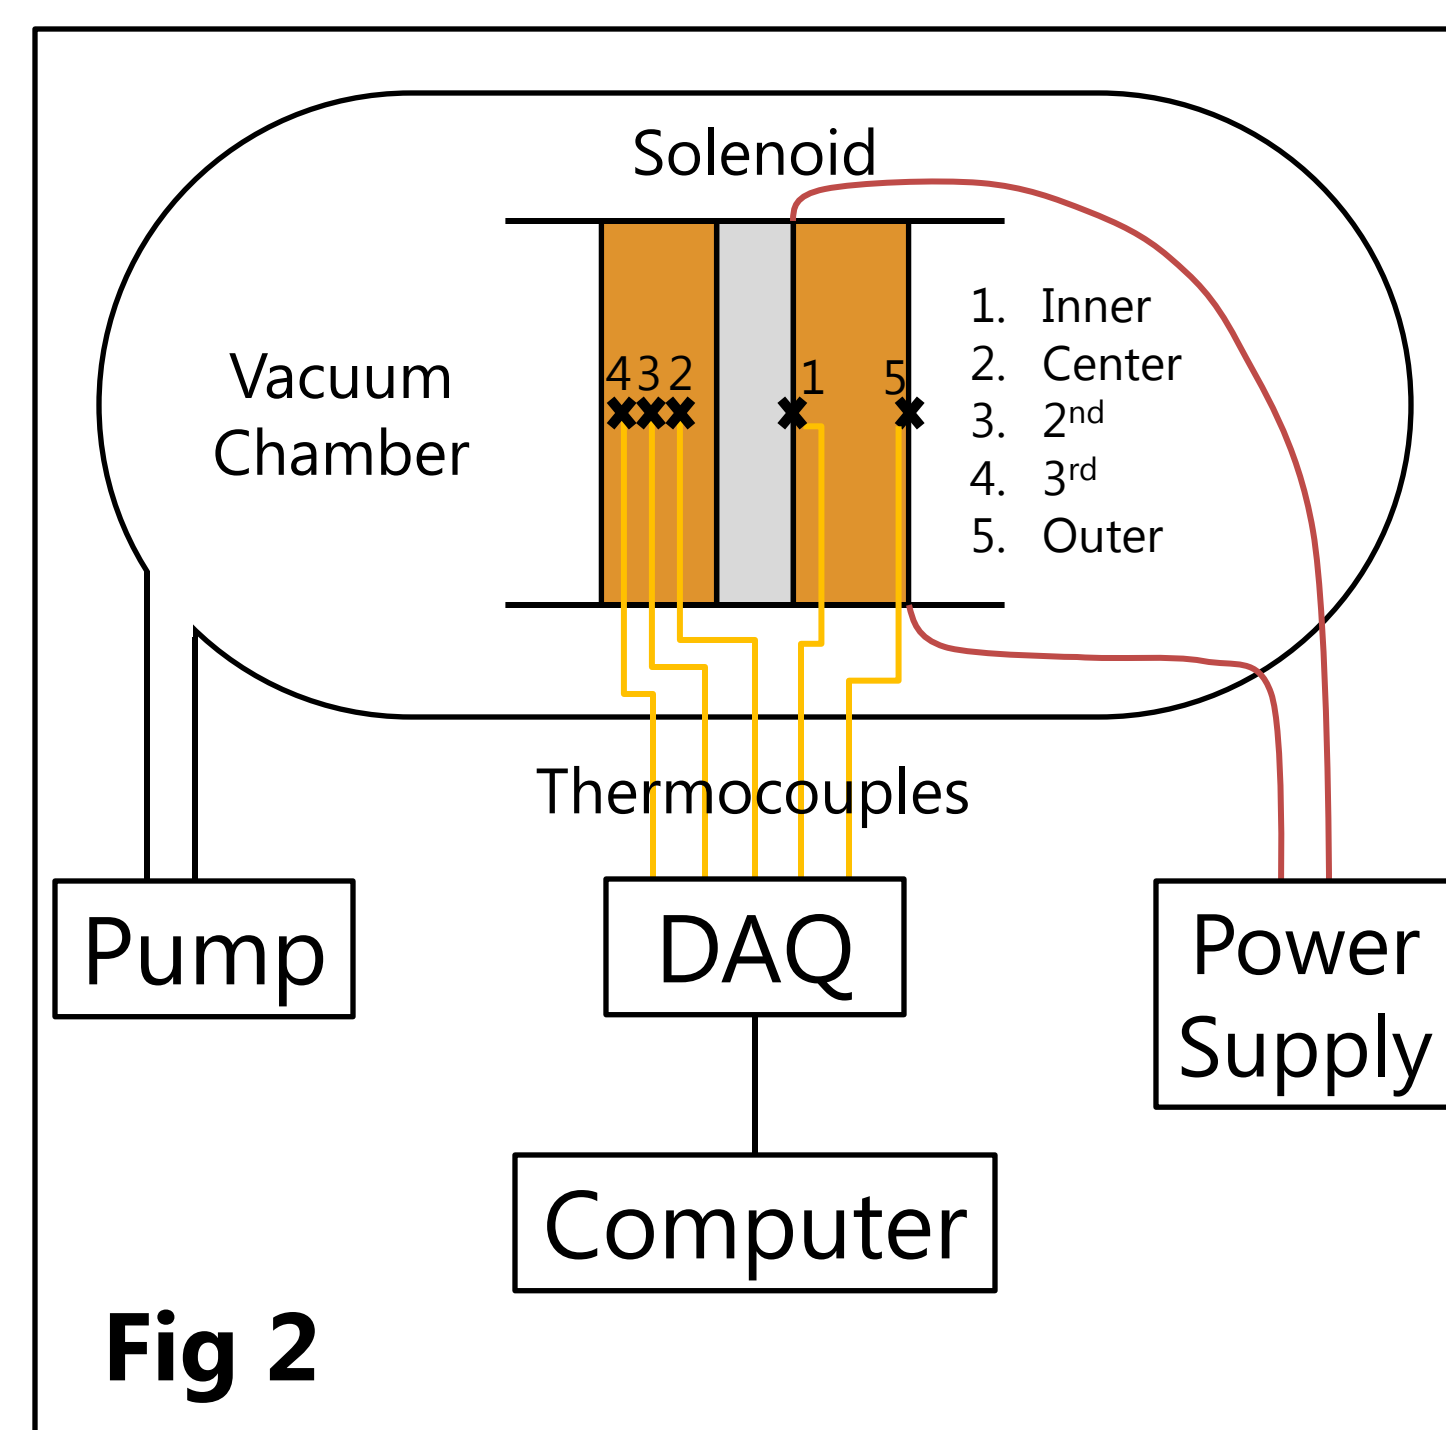 Solenoid
Vacuum
Chamber
4 3 2 1 5
1. Inner
2. Center
3. 2nd
4. 3rd
5. Outer
Thermocouples
Pump
DAQ
Power
Supply
Computer
Fig 2